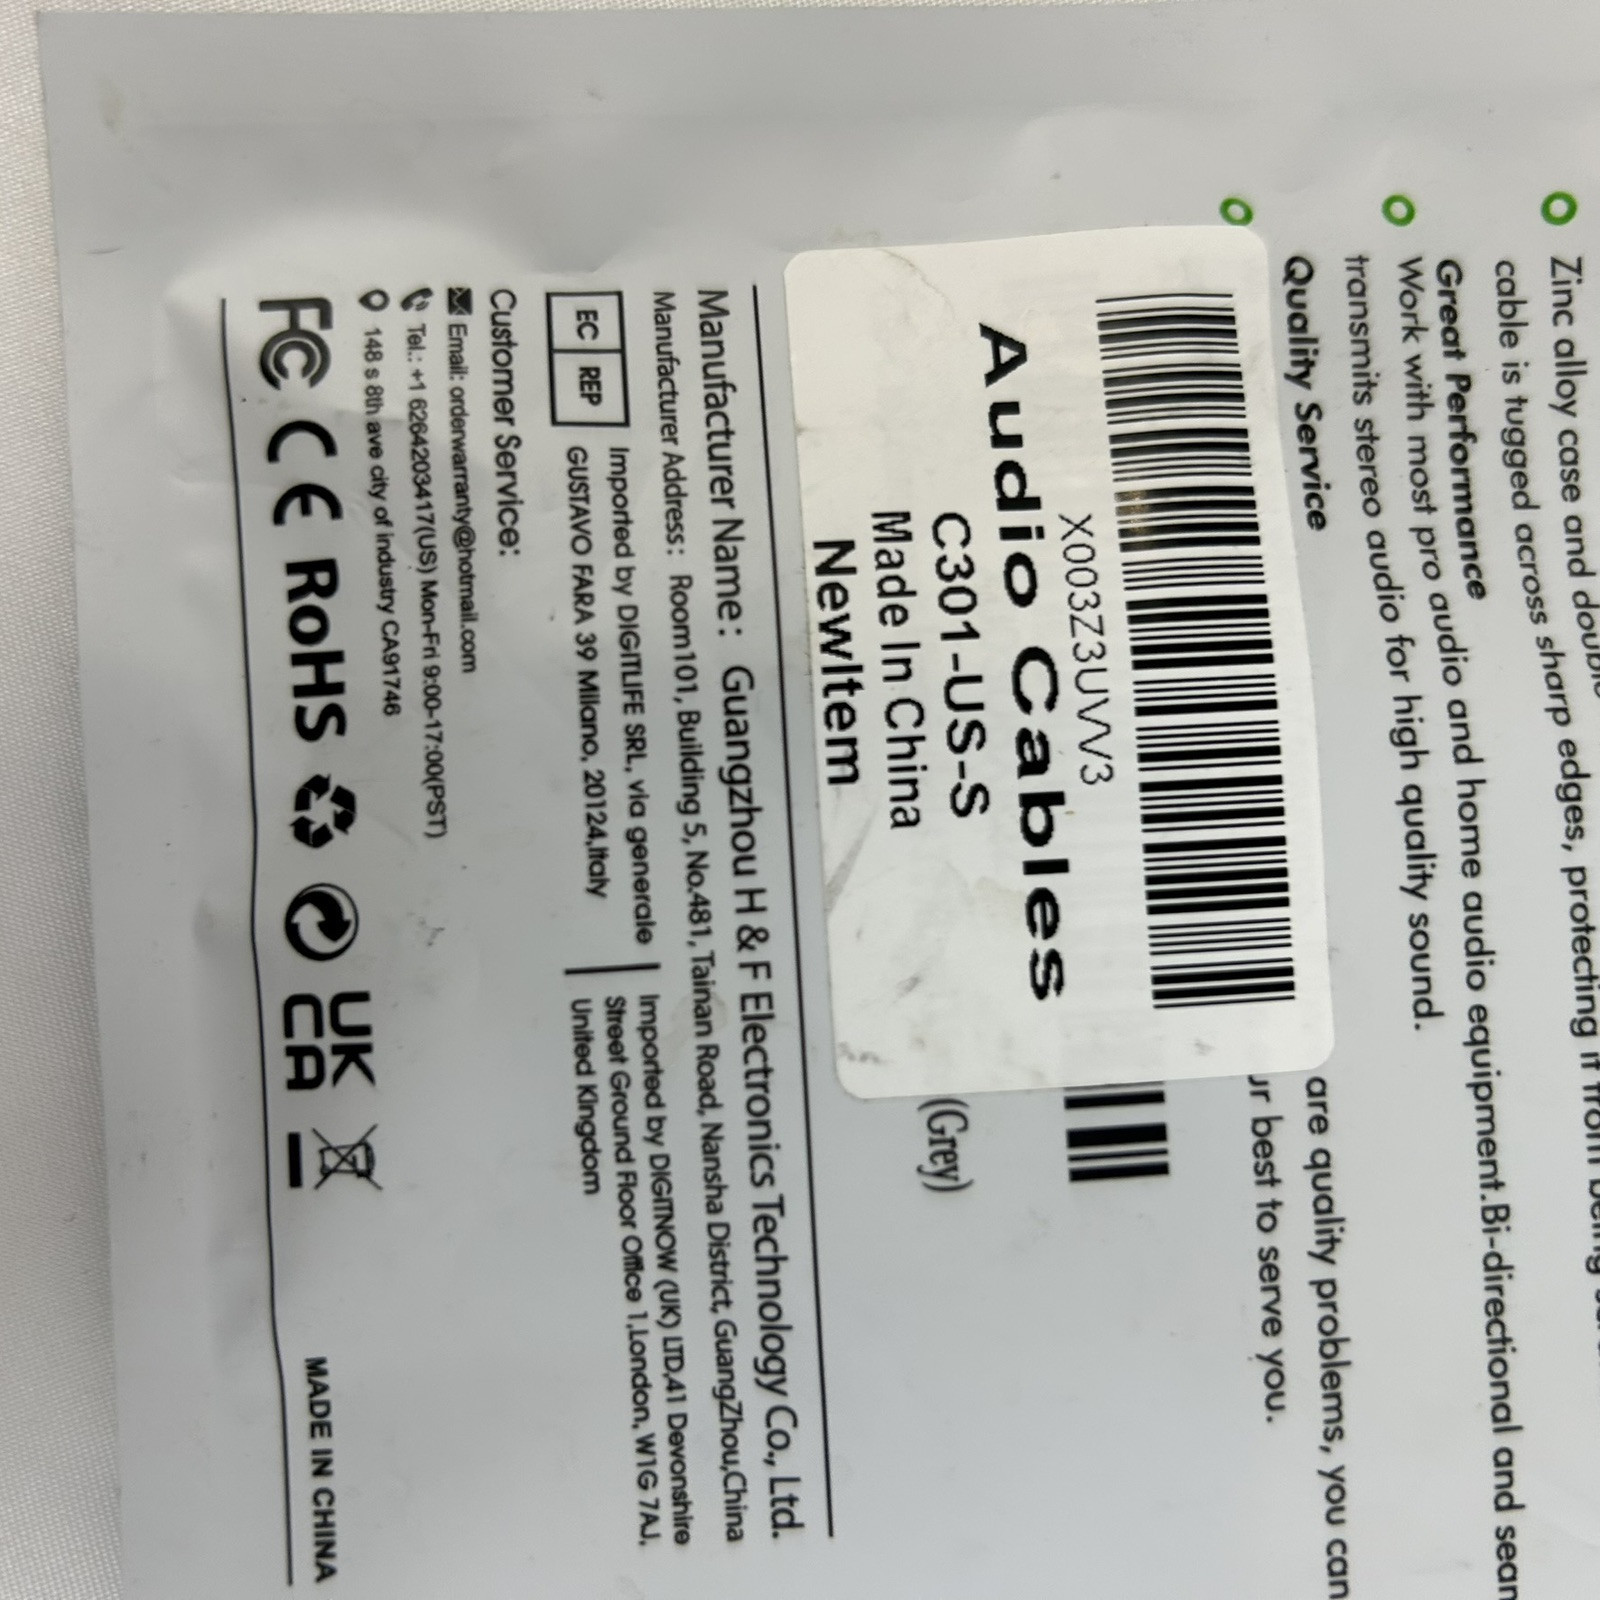 Zinc alloy case and double
cable is tugged across sharp edges, protecting it from being
Great Performance
Work with most pro audio and home audio equipment.Bi-directional and
transmits stereo audio for high quality sound.
Quality Service
are quality problems, you can
best to serve you.
X003Z3UVV3
Audio Cables
C301-US-S
Made In China
NewItem
(Grey)
Manufacturer Name： Guangzhou H & F Electronics Technology Co., Ltd.
Manufacturer Address： Room101, Building 5, No.481, Tainan Road, Nansha District, GuangZhou,China
EC REP
Imported by DIGITLIFE SRL, via generale
GUSTAVO FARA 39 Milano, 20124,Italy
Imported by DIGITNOW (UK) LTD,41 Devonshire
Street Ground Floor Office 1,London, W1G 7AJ.
United Kingdom
Customer Service:
Email: orderwarranty@hotmail.com
Tel.: +1 6264203417(US) Mon-Fri 9:00-17:00(PST)
148 s 8th ave city of industry CA91746
FC CE RoHS UK
CA
MADE IN CHINA